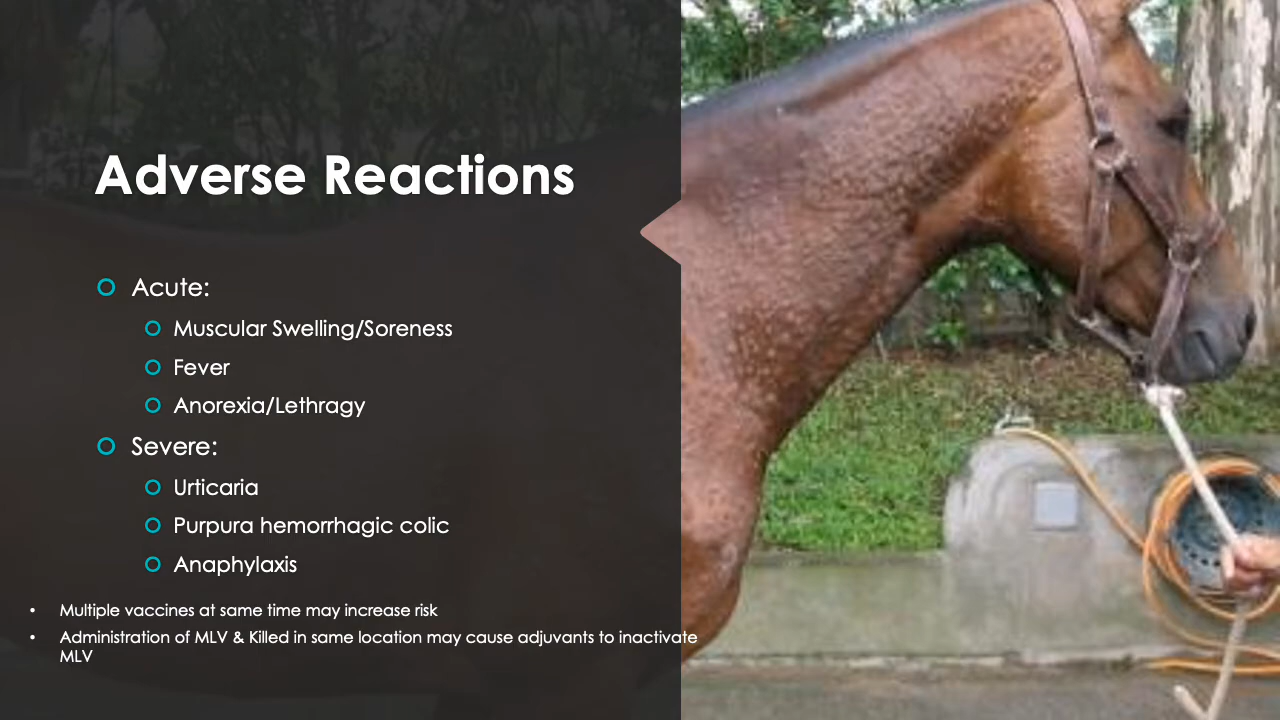 Adverse Reactions
Acute:
Muscular Swelling/Soreness
Fever
Anorexia/Lethragy
Severe:
Urticaria
Purpura hemorrhagic colic
Anaphylaxis
• Multiple vaccines at same time may increase risk
• Administration of MLV & Killed in same location may cause adjuvants to inactivate
MLV